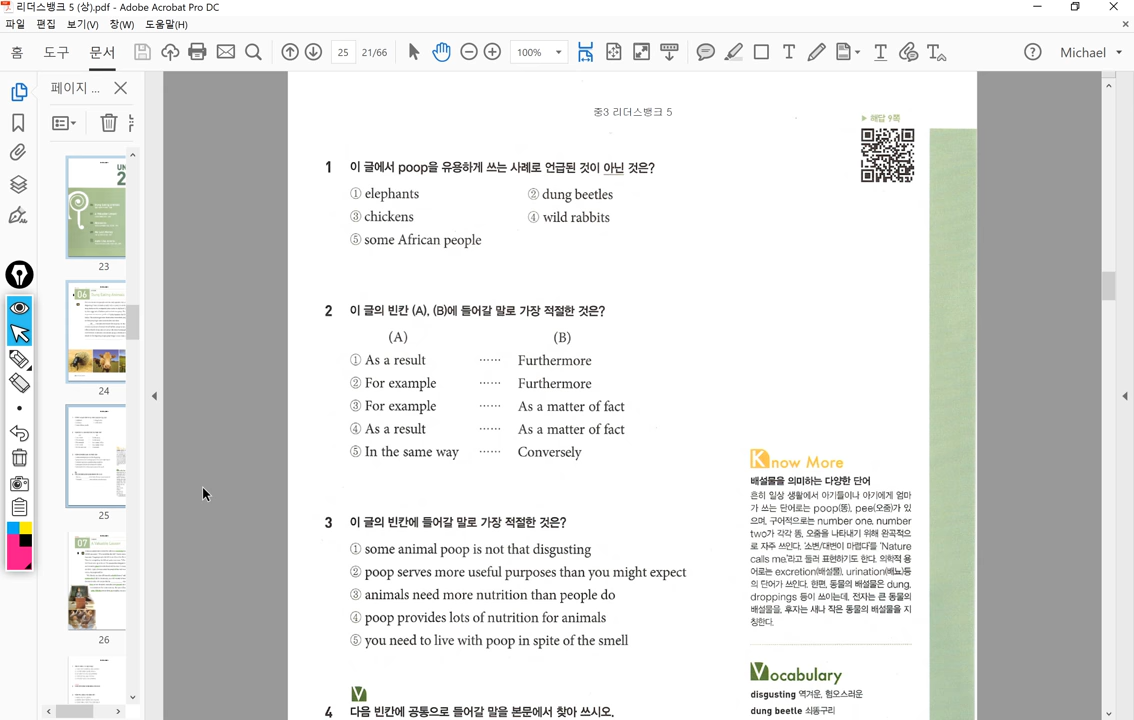 리더스뱅크 5 (상).pdf - Adobe Acrobat Pro DC
파일 편집 보기(V) 창(W) 도움말(H)
홈 도구 문서 25 21/66 100% Michael
페이지 ...
23
24
25
26
중3 리더스뱅크 5
▶ 해답 9쪽
1 이 글에서 poop을 유용하게 쓰는 사례로 언급된 것이 아닌 것은?
① elephants ② dung beetles
③ chickens ④ wild rabbits
⑤ some African people
2 이 글의 빈칸 (A), (B)에 들어갈 말로 가장 적절한 것은?
(A) (B)
① As a result ······ Furthermore
② For example ······ Furthermore
③ For example ······ As a matter of fact
④ As a result ······ As a matter of fact
⑤ In the same way ······ Conversely
3 이 글의 빈칸에 들어갈 말로 가장 적절한 것은?
① some animal poop is not that disgusting
② poop serves more useful purposes than you might expect
③ animals need more nutrition than people do
④ poop provides lots of nutrition for animals
⑤ you need to live with poop in spite of the smell
V
4 다음 빈칸에 공통으로 들어갈 말을 본문에서 찾아 쓰시오.
Know More
배설물을 의미하는 다양한 단어
흔히 일상 생활에서 아기들이나 아기에게 엄마
가 쓰는 단어로는 poop(똥), pee(오줌)가 있
으며, 구어적으로는 number one, number
two가 각각 똥, 오줌을 나타내기 위해 완곡적으
로 자주 쓰인다. '소변/대변이 마렵다'를 'Nature
calls me.'라고 돌려 표현하기도 한다. 의학적 용
어로는 excretion(배설물), urination(배뇨)등
의 단어가 쓰인다. 한편, 동물의 배설물은 dung,
droppings 등이 쓰이는데, 전자는 큰 동물의
배설물을, 후자는 새나 작은 동물의 배설물을 지
칭한다.
Vocabulary
disgusting 역겨운, 혐오스러운
dung beetle 쇠똥구리